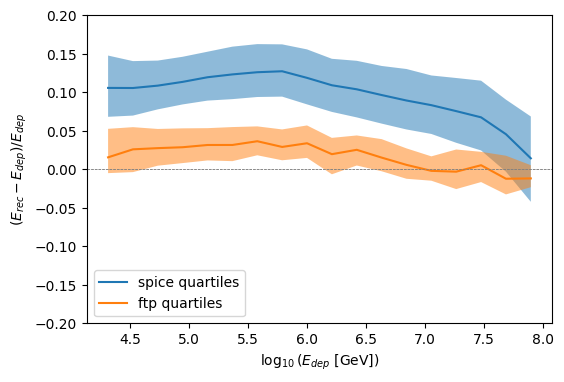 0.20
0.15
0.10
0.05
0.00
−0.05
−0.10
−0.15
−0.20
(E_rec − E_dep)/E_dep
spice quartiles
ftp quartiles
4.5 5.0 5.5 6.0 6.5 7.0 7.5 8.0
log10(E_dep [GeV])